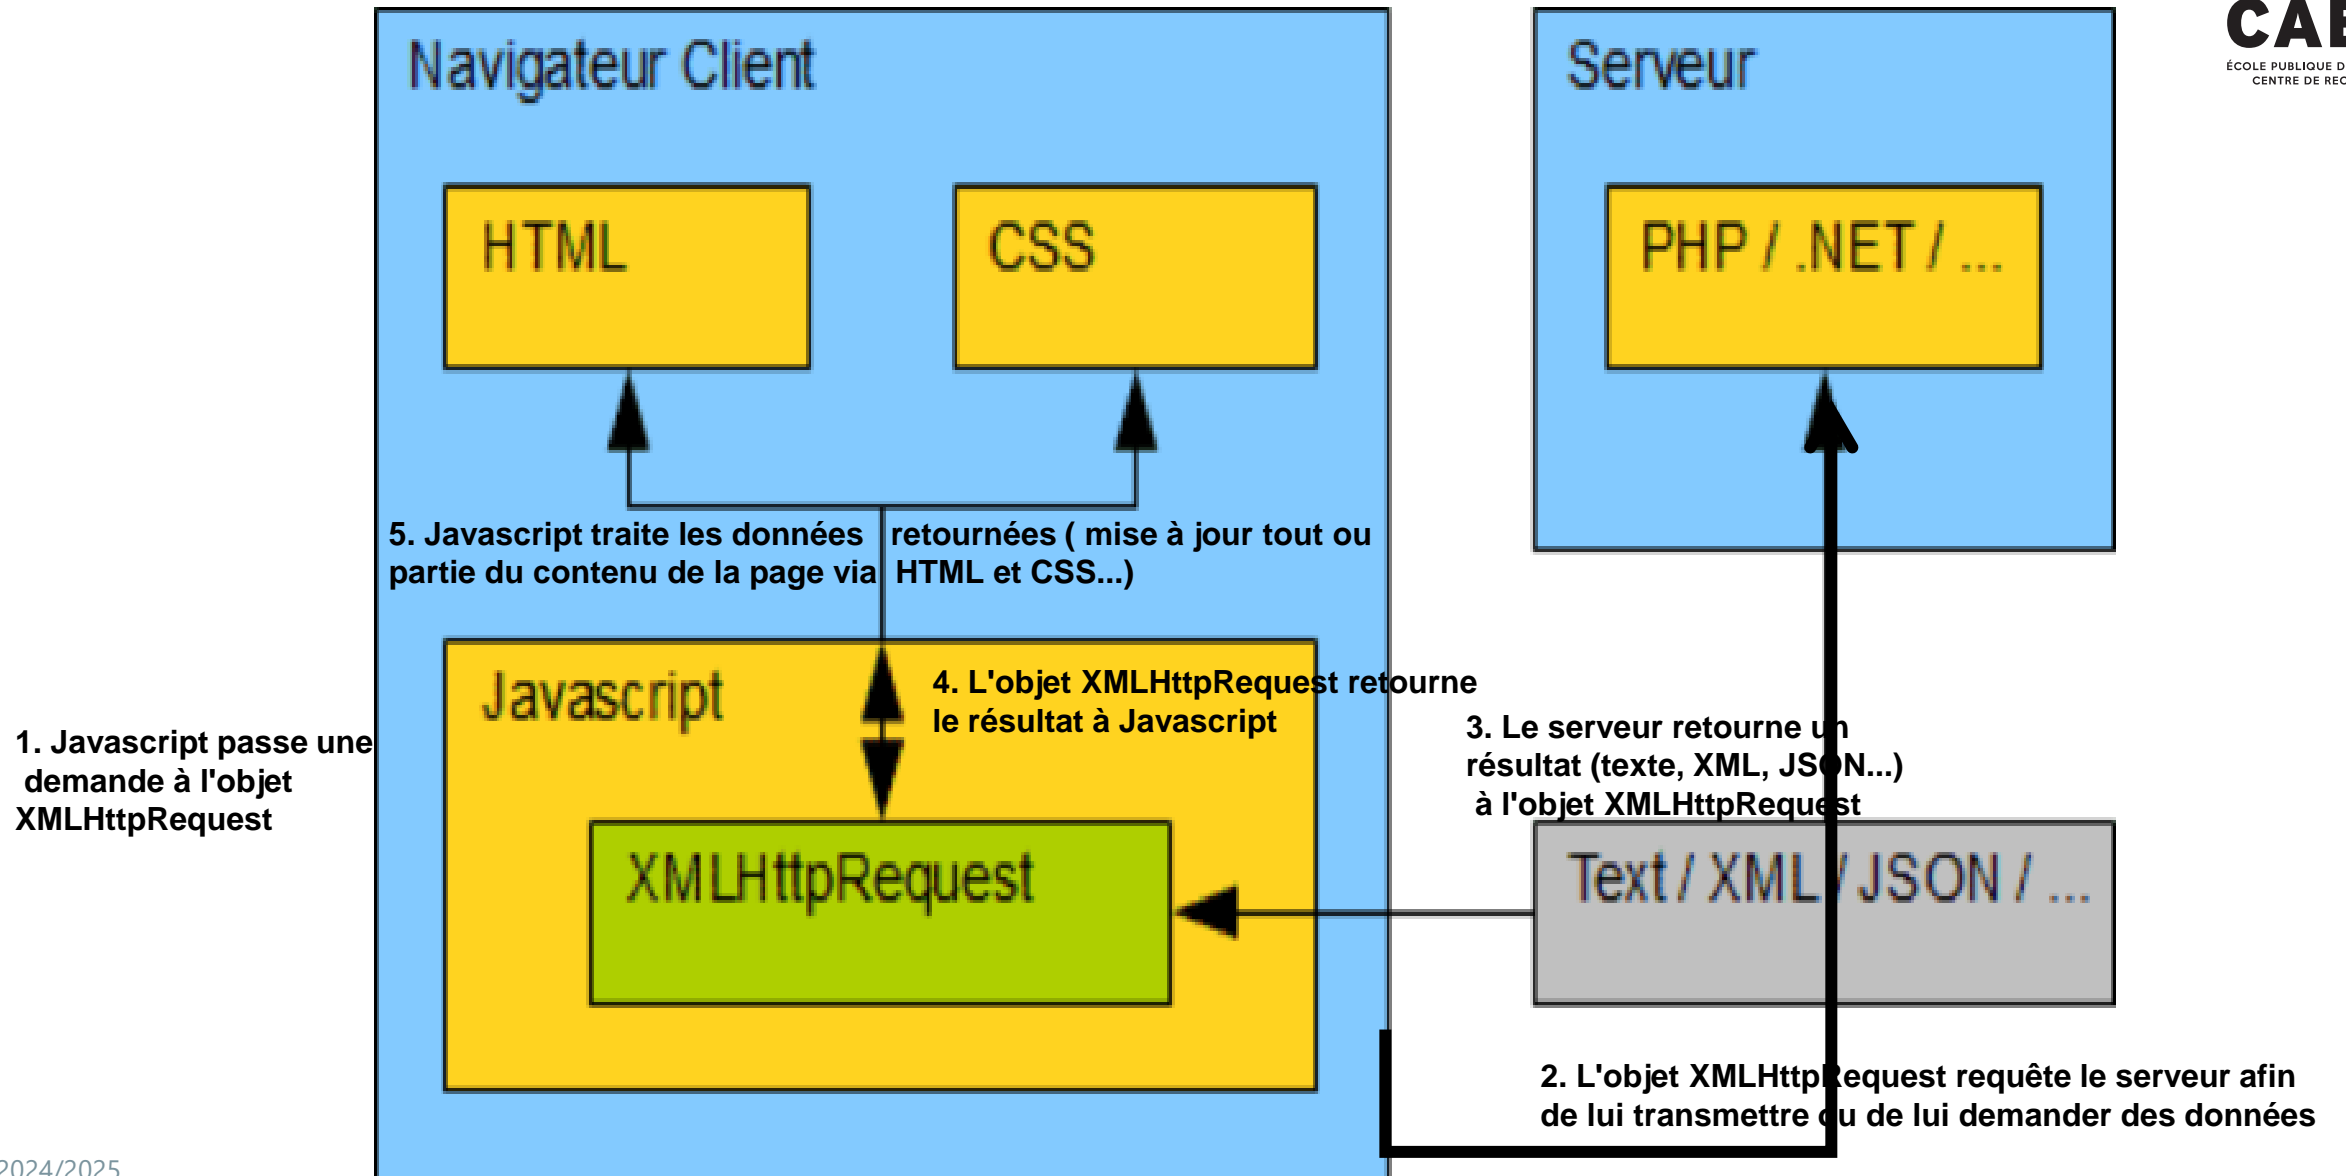 Navigateur Client
Serveur
ÉCOLE PUBLIQUE
CENTRE DE
HTML
CSS
PHP / .NET / ...
5. Javascript traite les données retournées ( mise à jour tout ou
partie du contenu de la page via HTML et CSS...)
Javascript
4. L'objet XMLHttpRequest retourne
le résultat à Javascript
1. Javascript passe une
demande à l'objet
XMLHttpRequest
3. Le serveur retourne un
résultat (texte, XML, JSON...)
à l'objet XMLHttpRequest
XMLHttpRequest
Text / XML / JSON / ...
2. L'objet XMLHttpRequest requête le serveur afin
de lui transmettre ou de lui demander des données
2024/2025